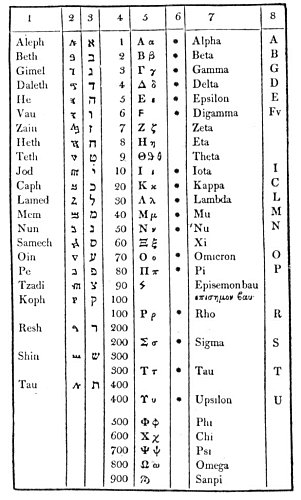 1 2 3 4 5 6 7 8
Aleph א 1 Α α • Alpha A
Beth ב 2 Β β • Beta B
Gimel ג 3 Γ γ • Gamma G
Daleth ד 4 Δ δ • Delta D
He ה 5 Ε ε • Epsilon E
Vau ו 6 Ϝ • Digamma Fv
Zain ז 7 Ζ ζ Zeta
Heth ח 8 Η η Eta
Teth ט 9 Θ ϑ θ Theta
Jod י 10 Ι ι • Iota I
Caph כ 20 Κ κ • Kappa C
Lamed ל 30 Λ λ • Lambda L
Mem מ 40 Μ μ • Mu M
Nun נ 50 Ν ν • 'Nu N
Samech ס 60 Ξ ξ Xi
Oin ע 70 Ο ο • Omicron O
Pe פ 80 Π π • Pi P
Tzadi צ 90 Episemonbau
Koph ק 100 επισημον βαυ
100 Ρ ρ • Rho R
Resh ר 200
200 Σ σ • Sigma S
Shin ש 300
300 Τ τ • Tau T
Tau ת 400
400 ϒ υ • Upsilon U
500 Φ φ Phi
600 Χ χ Chi
700 Ψ ψ Psi
800 Ω ω Omega
900 ϡ Sanpi